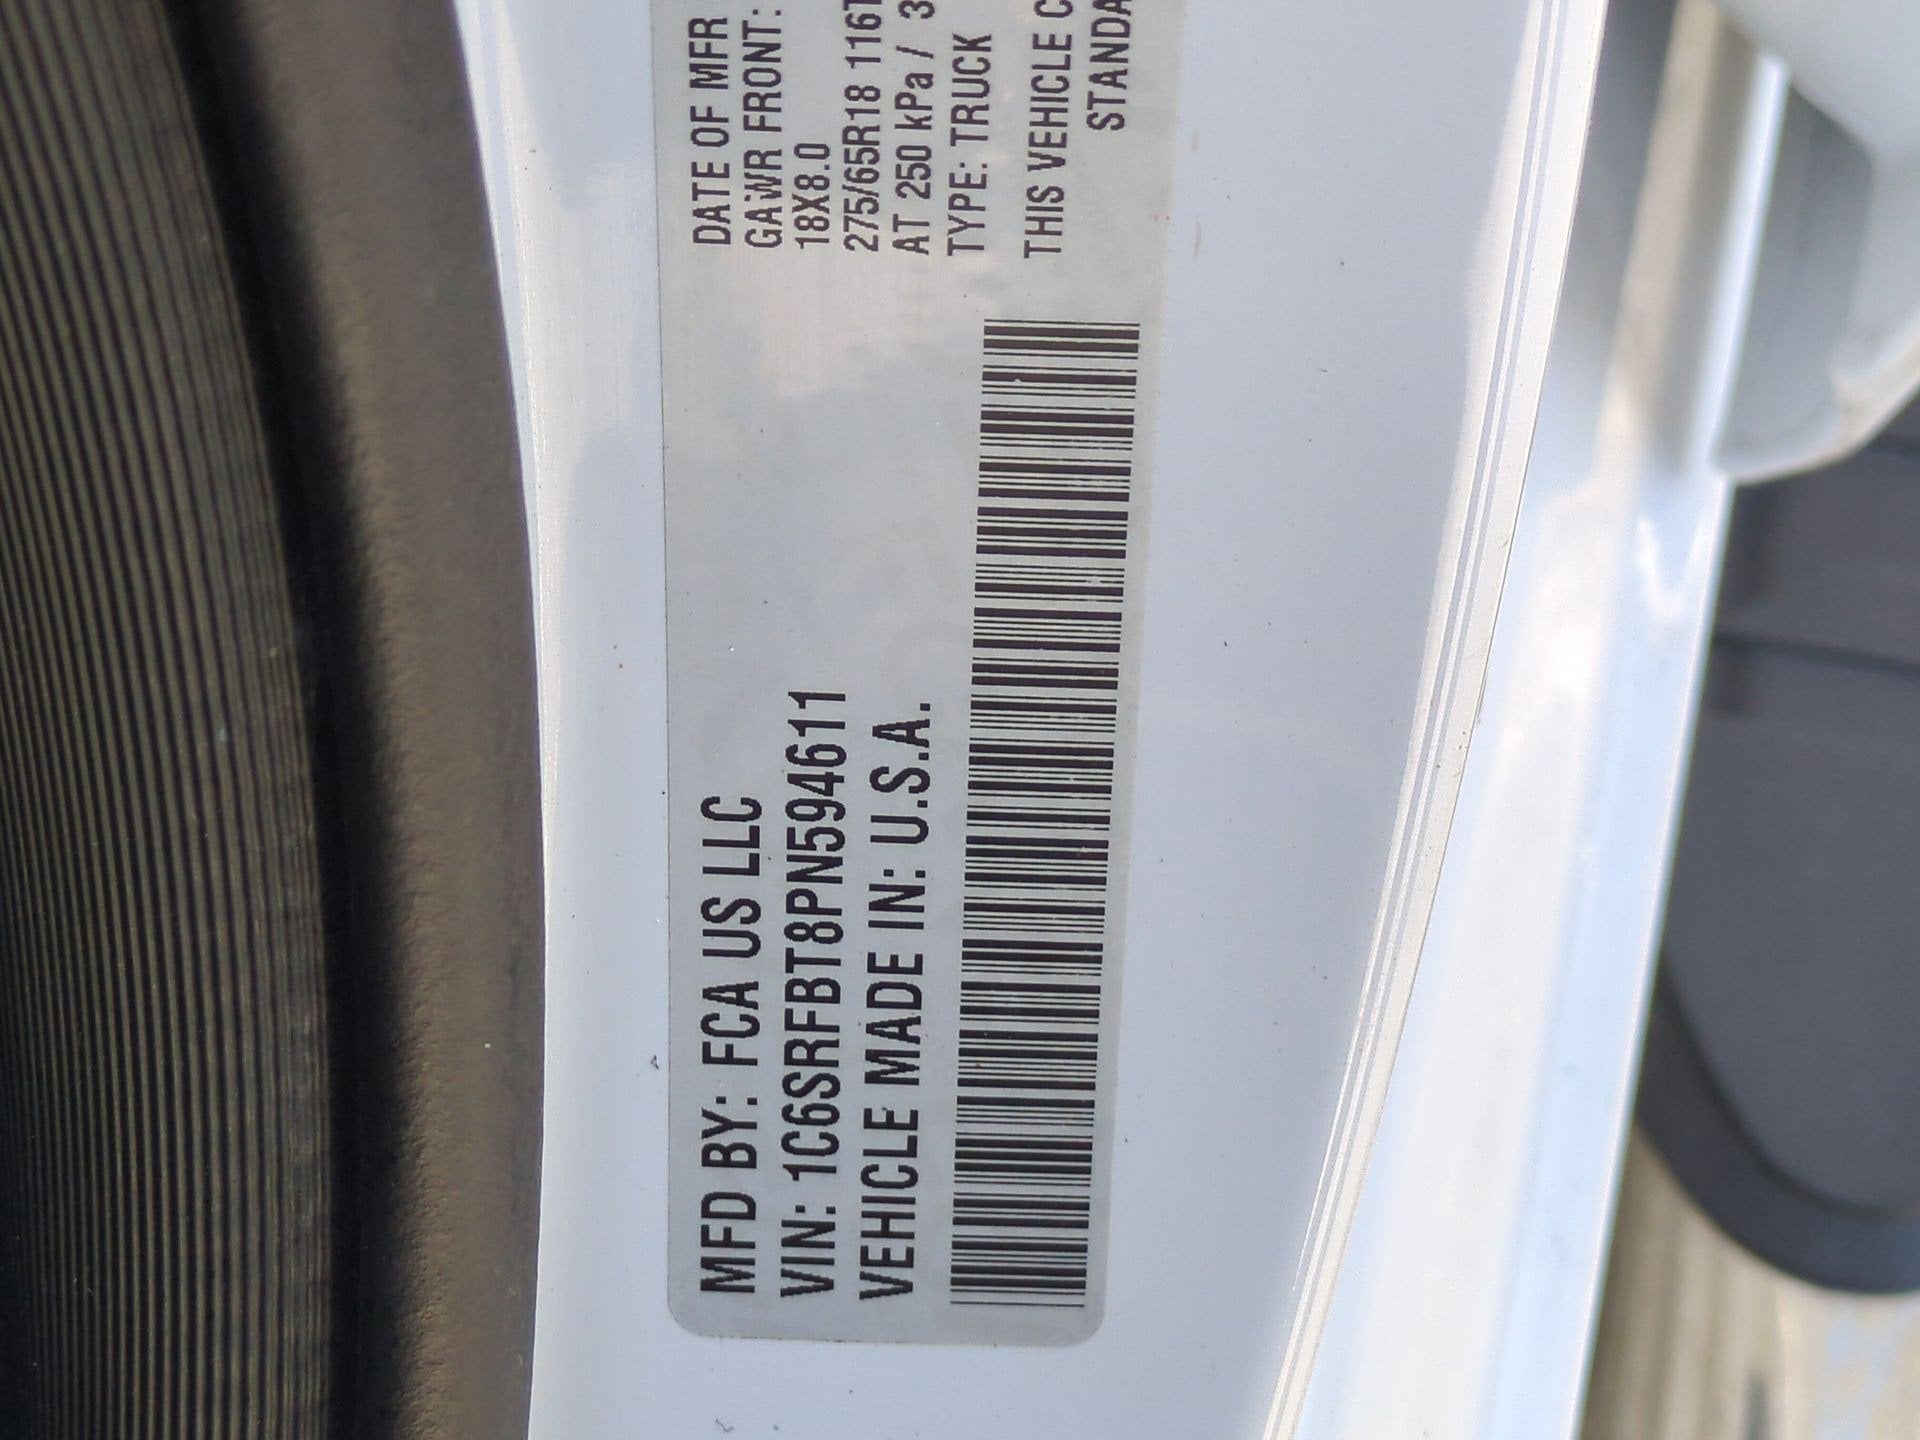 MFD BY: FCA US LLC
VIN: 1C6SRFBT8PN594611
VEHICLE MADE IN: U.S.A.
DATE OF MFR
GAWR FRONT:
18X8.0
275/65R18 116T
AT 250 kPa / 3
TYPE: TRUCK
THIS VEHICLE C
STANDA